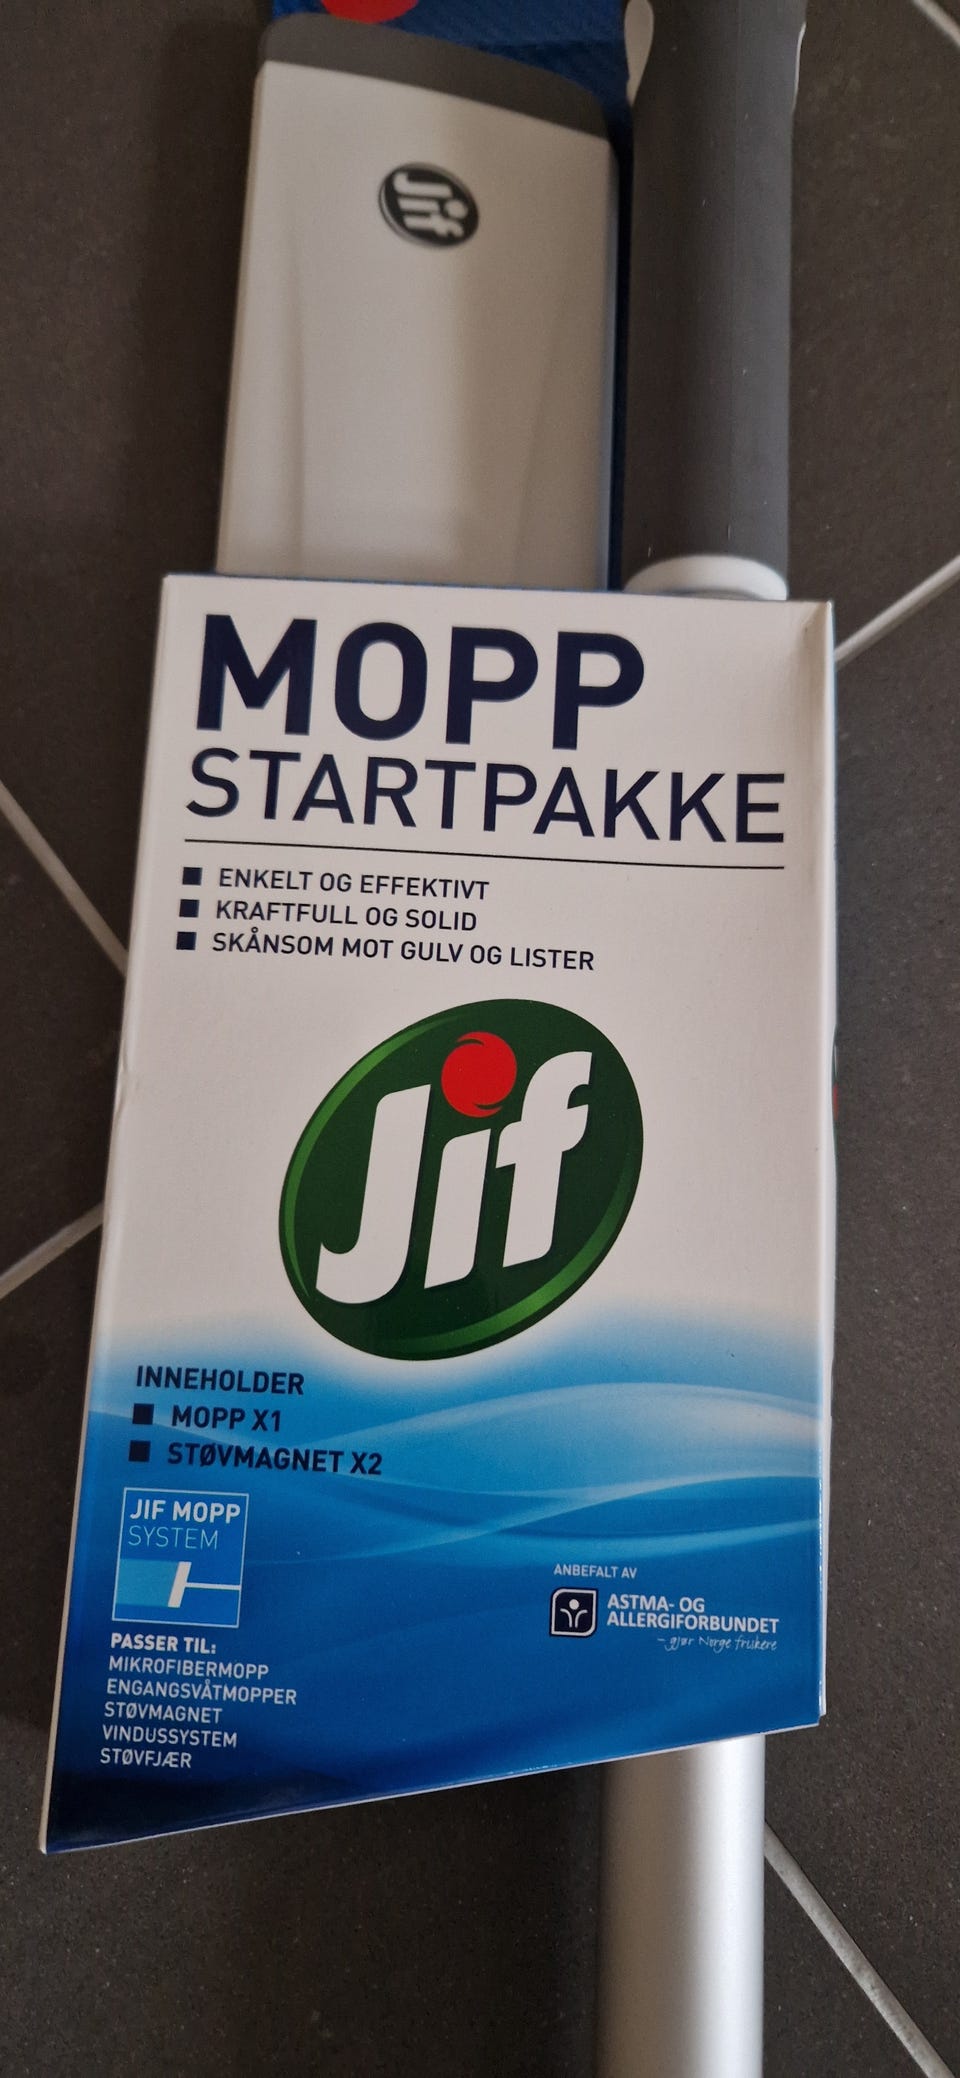 Jif
MOPP
STARTPAKKE
ENKELT OG EFFEKTIVT
KRAFTFULL OG SOLID
SKÅNSOM MOT GULV OG LISTER
Jif
INNEHOLDER
MOPP X1
STØVMAGNET X2
JIF MOPP
SYSTEM
PASSER TIL:
MIKROFIBERMOPP
ENGANGSVÅTMOPPER
STØVMAGNET
VINDUSSYSTEM
STØVFJÆR
ANBEFALT AV
ASTMA- OG
ALLERGIFORBUNDET
- gjør Norge friskere